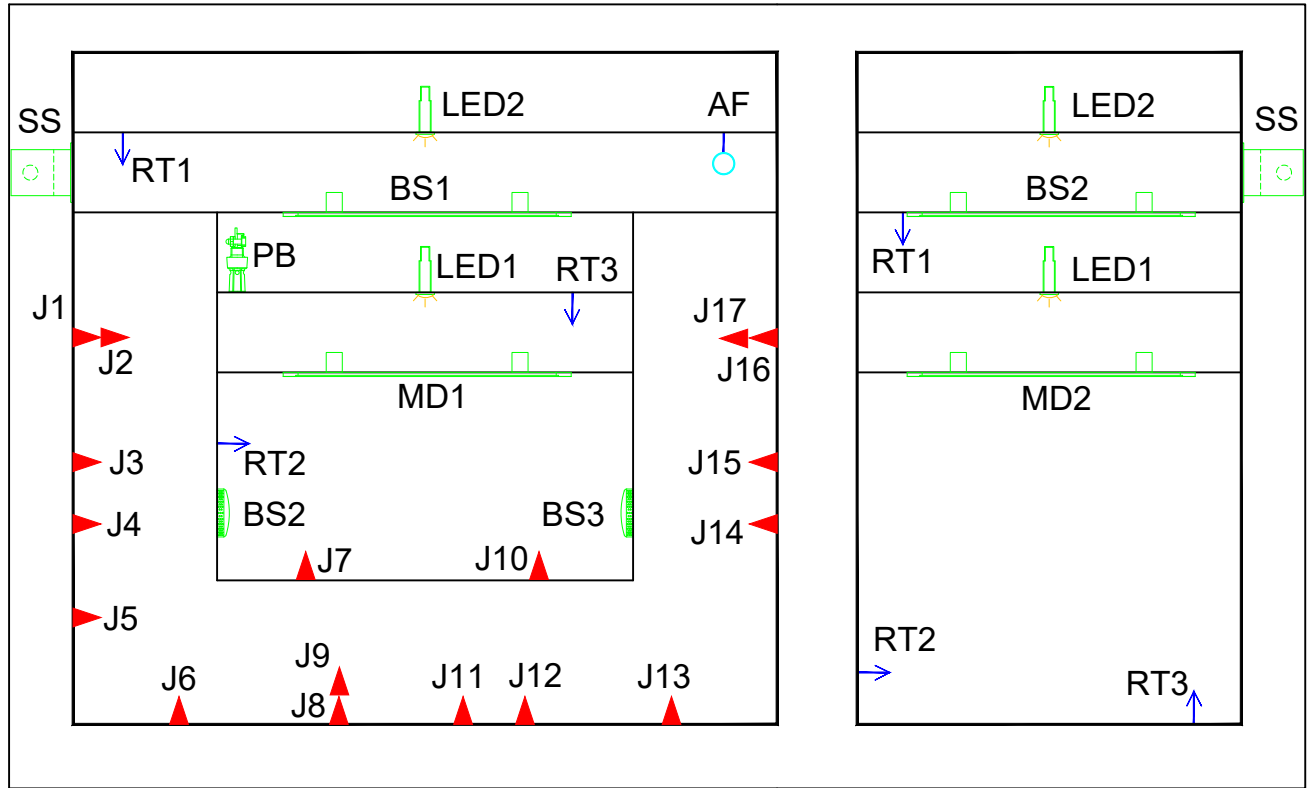 LED2
AF
LED2
SS
SS
RT1
BS1
BS2
PB
LED1
RT3
RT1
LED1
J1
J17
J2
J16
MD1
MD2
J3
RT2
J15
J4
BS2
BS3
J14
J7
J10
J5
J9
RT2
J6
J11
J12
J13
RT3
J8